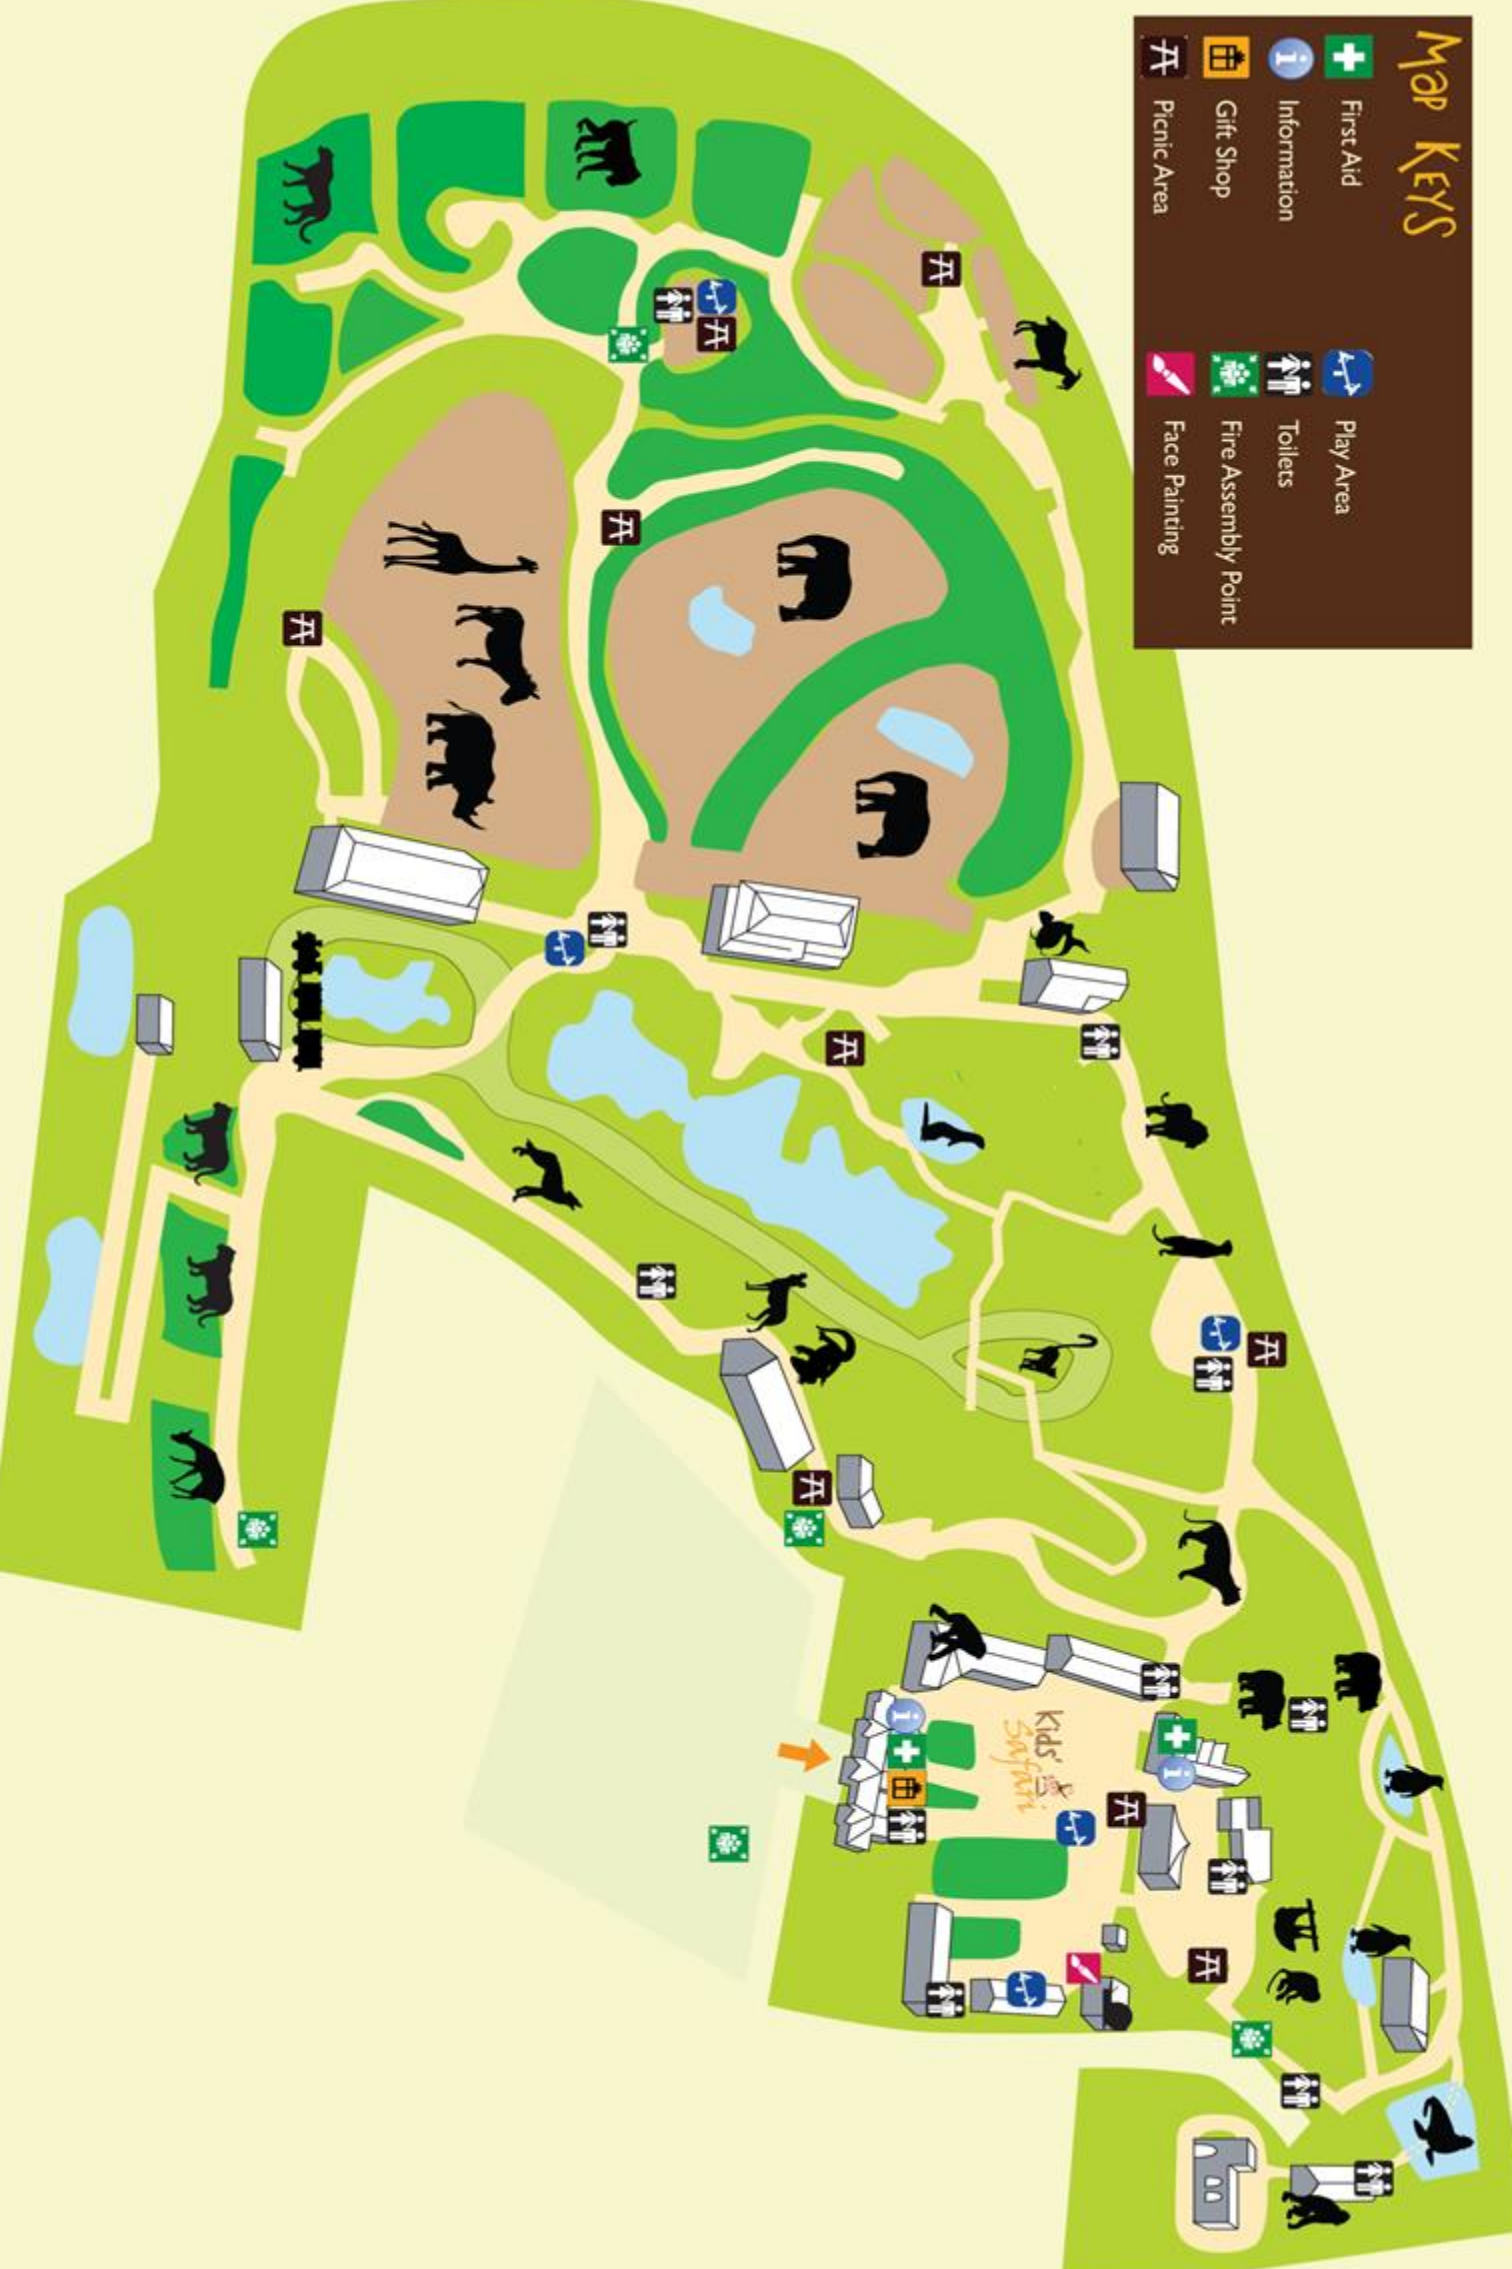 Map KEYS
First Aid
Information
Gift Shop
Picnic Area
Play Area
Toilets
Fire Assembly Point
Face Painting
Kids'
Safari